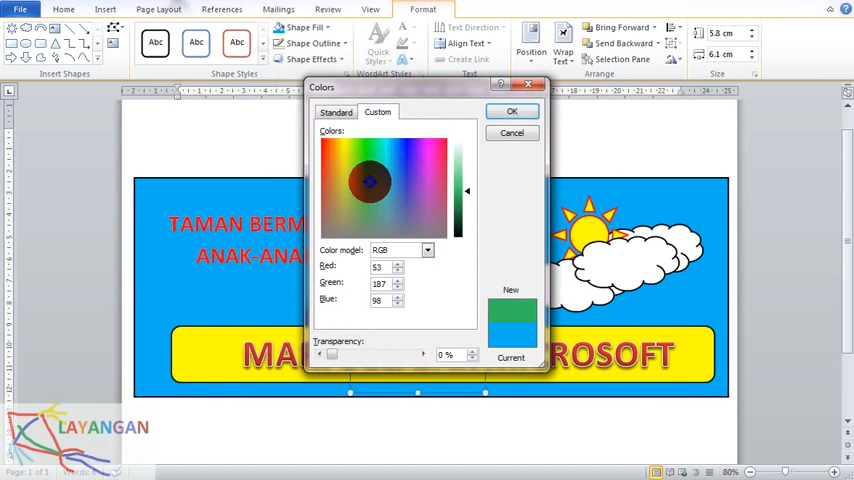 File Home Insert Page Layout References Mailings Review View Format
Abc Abc Abc
Shape Fill
Shape Outline
Shape Effects
Quick
Styles
Text Direction
Align Text
Create Link
Position
Wrap
Text
Bring Forward
Send Backward
Selection Pane
5.8 cm
6.1 cm
Insert Shapes Shape Styles WordArt Styles Text Arrange Size
Colors
Standard Custom
OK
Cancel
Colors:
Color model: RGB
Red: 53
Green: 187
Blue: 98
New
Current
Transparency:
0 %
TAMAN BERM
ANAK-ANA
MA
ROSOFT
LAYANGAN
Page: 1 of 1
80%